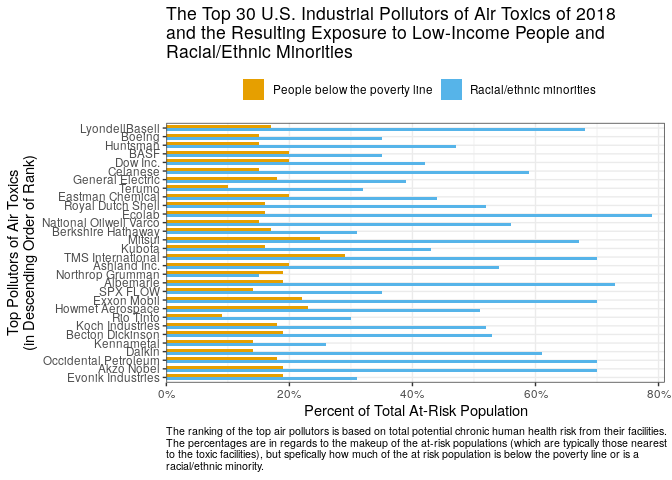 The Top 30 U.S. Industrial Pollutors of Air Toxics of 2018
and the Resulting Exposure to Low-Income People and
Racial/Ethnic Minorities
People below the poverty line
Racial/ethnic minorities
Top Pollutors of Air Toxics
(in Descending Order of Rank)
LyondellBasell
Boeing
Huntsman
BASF
Dow Inc.
Celanese
General Electric
Terumo
Eastman Chemical
Royal Dutch Shell
Ecolab
National Oilwell Varco
Berkshire Hathaway
Mitsui
Kubota
TMS International
Ashland Inc.
Northrop Grumman
Albemarle
SPX FLOW
Exxon Mobil
Howmet Aerospace
Rio Tinto
Koch Industries
Becton Dickinson
Kennametal
Daikin
Occidental Petroleum
Akzo Nobel
Evonik Industries
0%
20%
40%
60%
80%
Percent of Total At-Risk Population
The ranking of the top air pollutors is based on total potential chronic human health risk from their facilities.
The percentages are in regards to the makeup of the at-risk populations (which are typically those nearest
to the toxic facilities), but spefically how much of the at risk population is below the poverty line or is a
racial/ethnic minority.